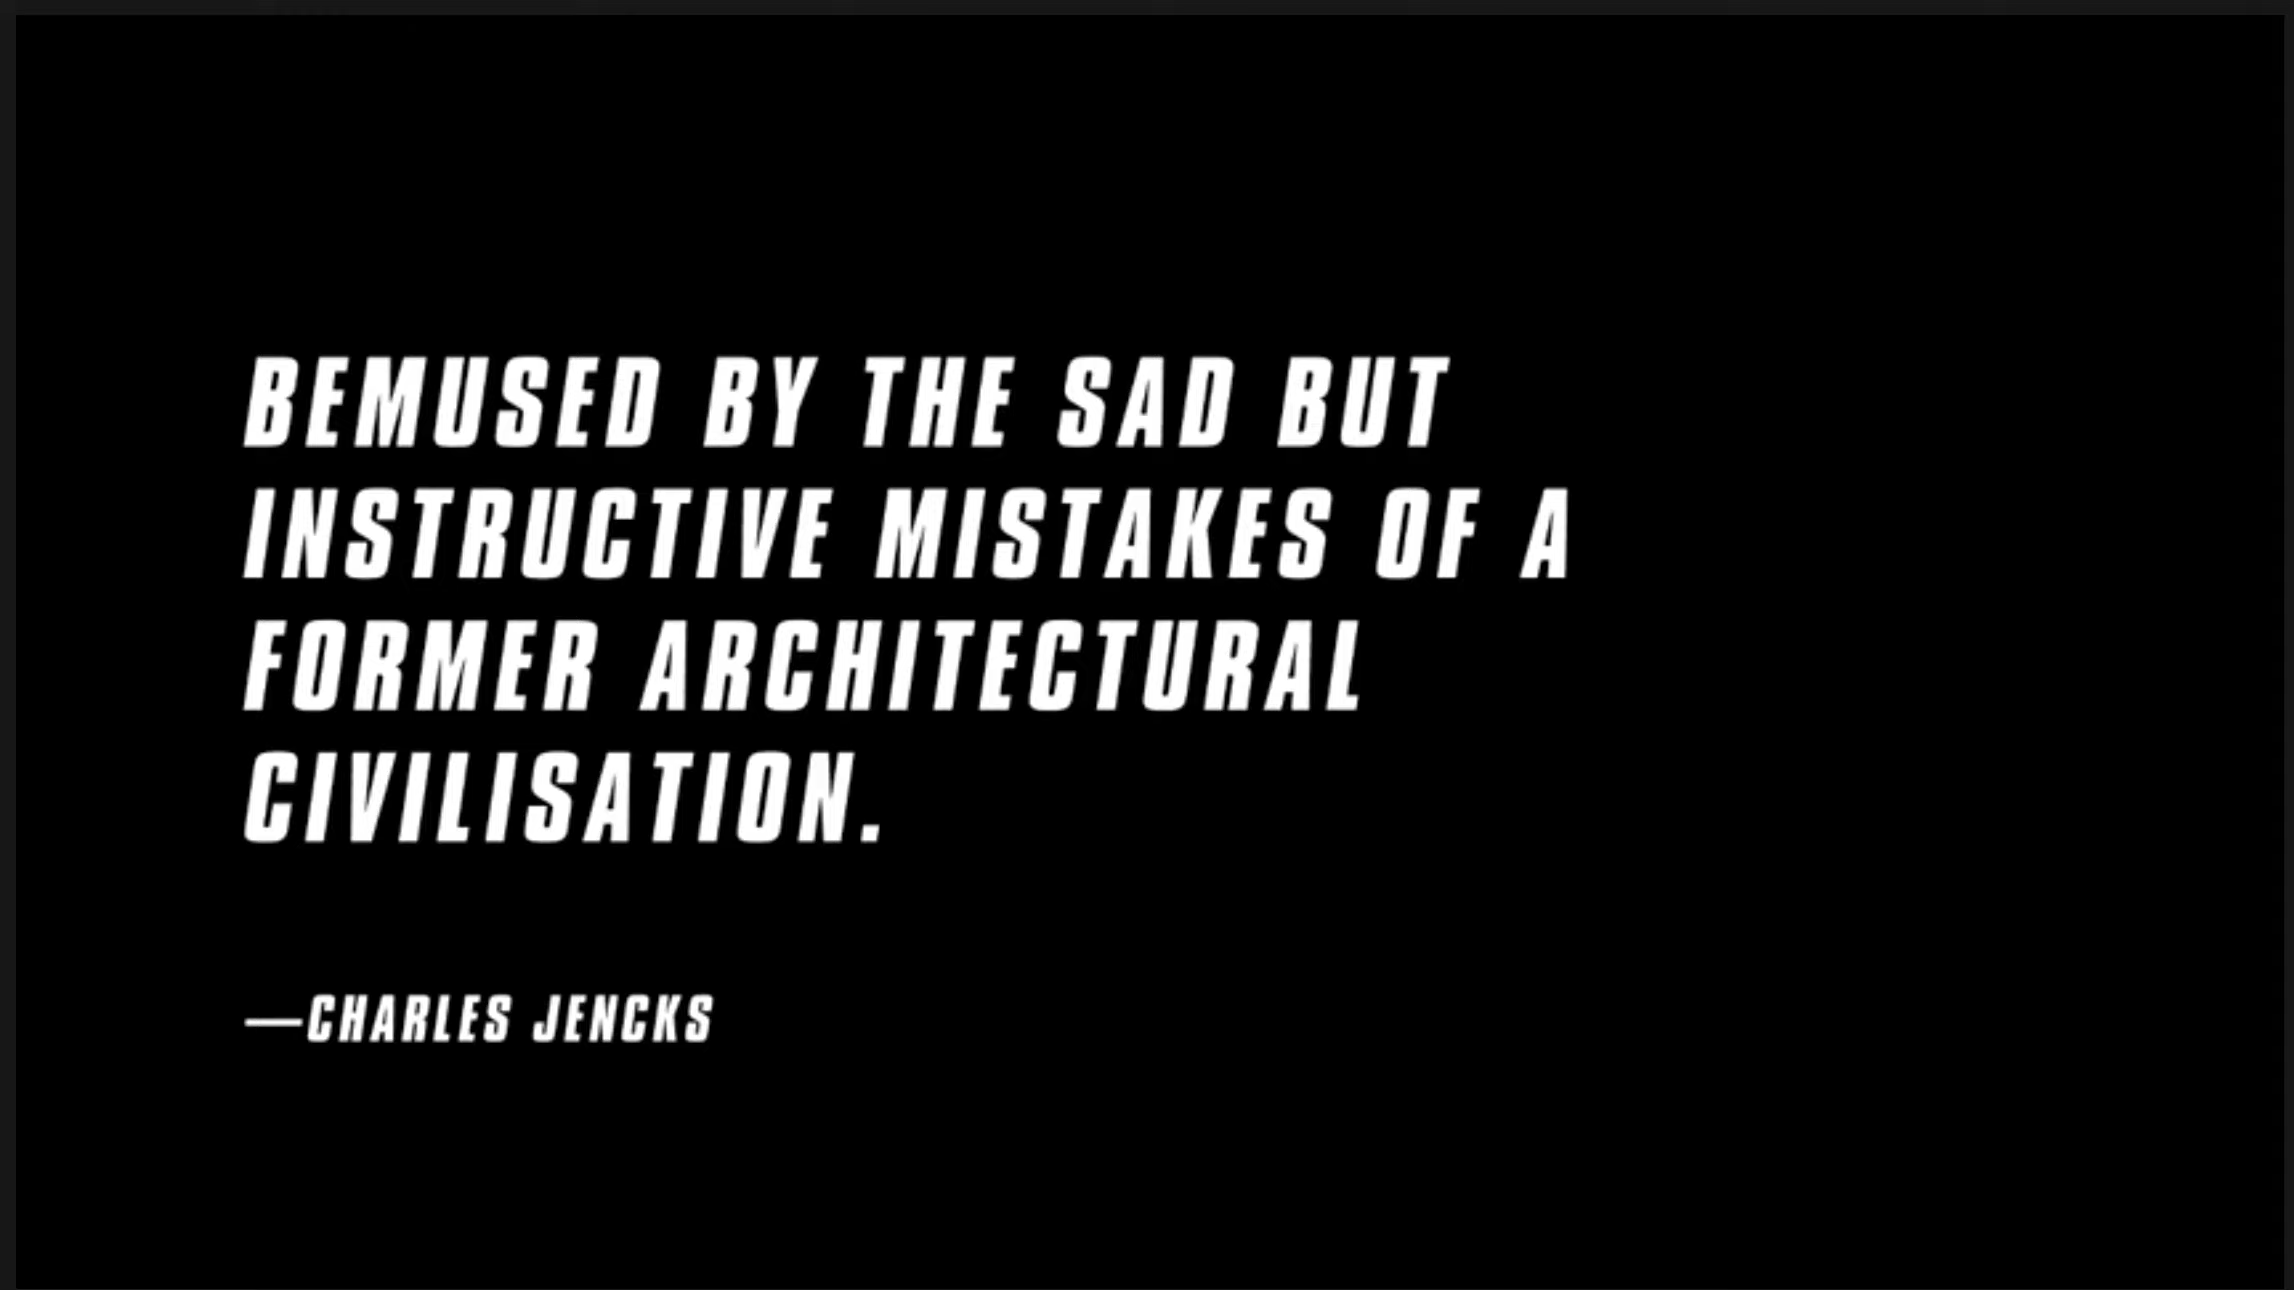 BEMUSED BY THE SAD BUT
INSTRUCTIVE MISTAKES OF A
FORMER ARCHITECTURAL
CIVILISATION.
—CHARLES JENCKS